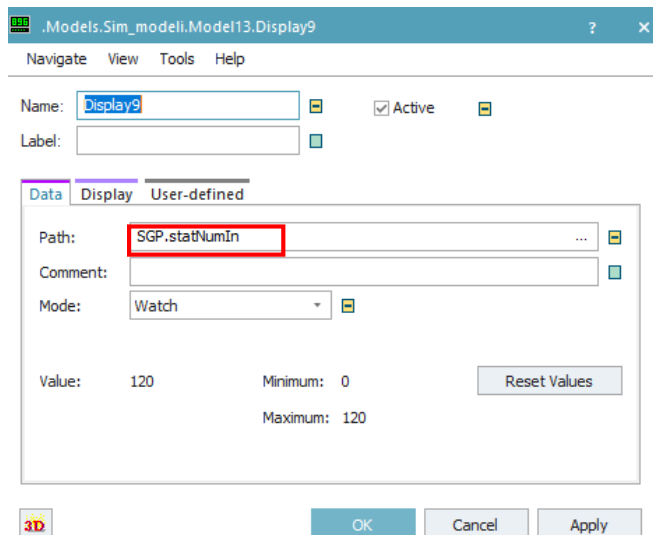 .Models.Sim_modeli.Model13.Display9 ? ×
Navigate View Tools Help
Name: Display9 Active
Label:
Data Display User-defined
Path: SGP.statNumIn ...
Comment:
Mode: Watch
Value: 120 Minimum: 0 Reset Values
Maximum: 120
3D OK Cancel Apply